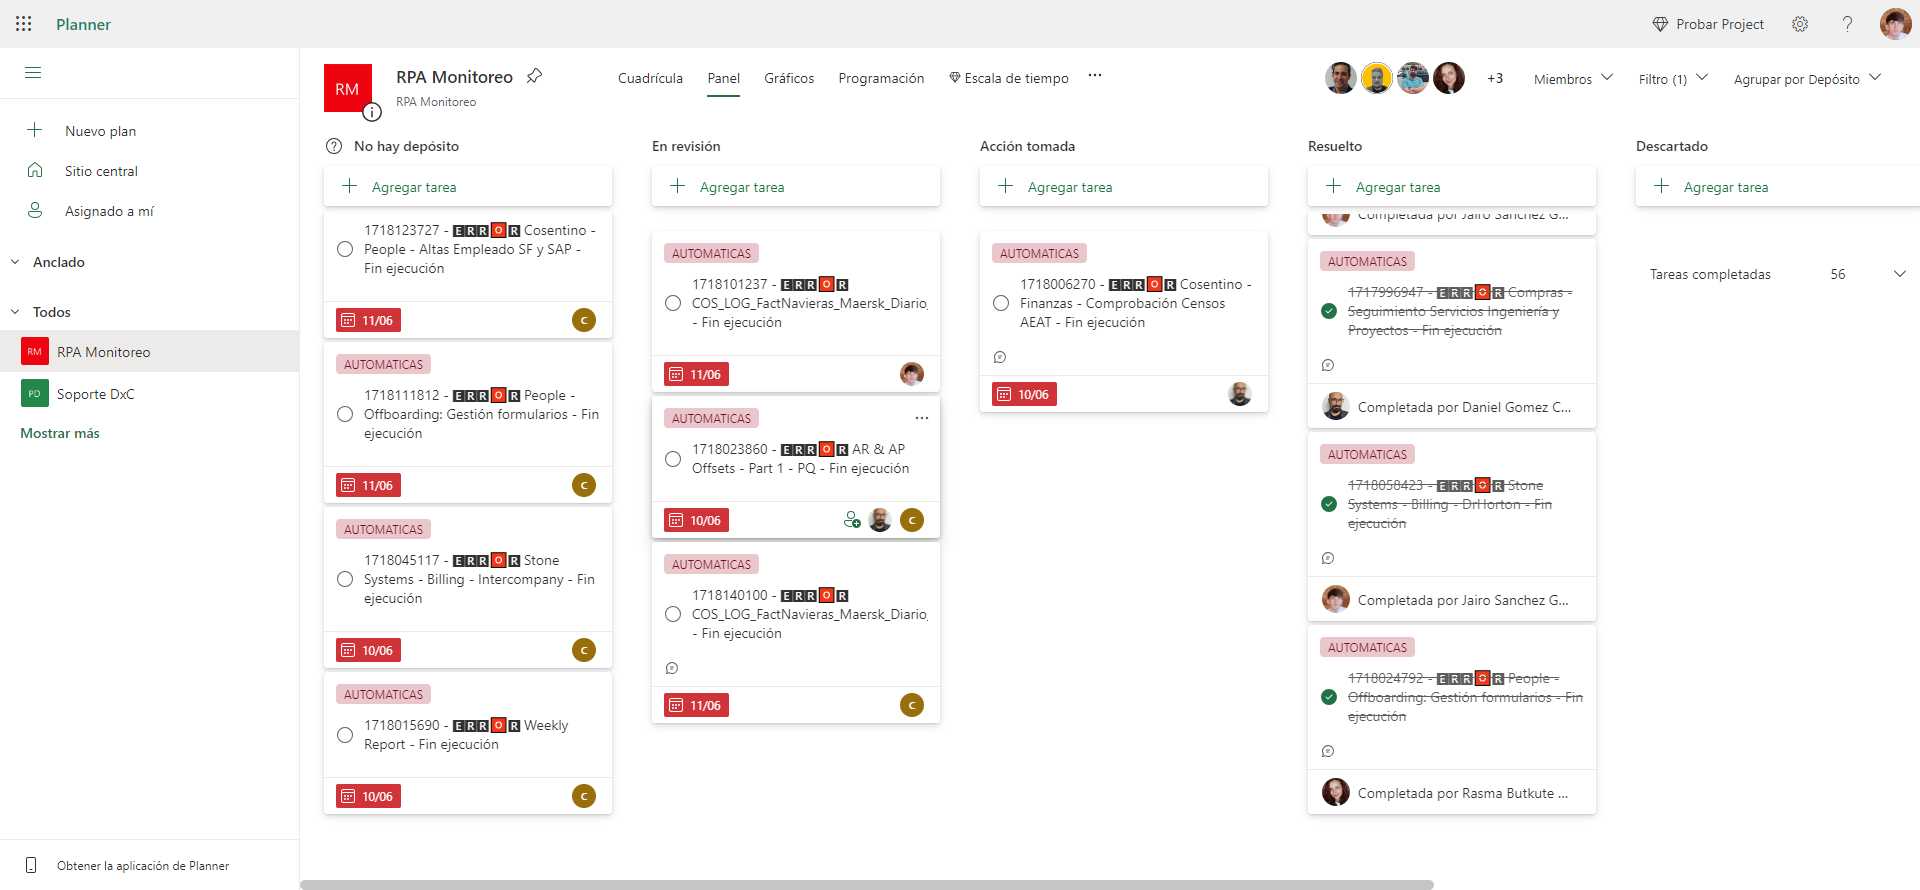 Planner
Probar Project
Nuevo plan
Sitio central
Asignado a mí
Anclado
Todos
RM RPA Monitoreo
PD Soporte DxC
Mostrar más
Obtener la aplicación de Planner
RM
RPA Monitoreo
RPA Monitoreo
Cuadrícula Panel Gráficos Programación Escala de tiempo ...
+3 Miembros Filtro (1) Agrupar por Depósito
No hay depósito
Agregar tarea
1718123727 - ERROR Cosentino -
People - Altas Empleado SF y SAP -
Fin ejecución
11/06 C
AUTOMATICAS
1718111812 - ERROR People -
Offboarding: Gestión formularios - Fin
ejecución
11/06 C
AUTOMATICAS
1718045117 - ERROR Stone
Systems - Billing - Intercompany - Fin
ejecución
10/06 C
AUTOMATICAS
1718015690 - ERROR Weekly
Report - Fin ejecución
10/06 C
En revisión
Agregar tarea
AUTOMATICAS
1718101237 - ERROR
COS_LOG_FactNavieras_Maersk_Diario_
- Fin ejecución
11/06
AUTOMATICAS ...
1718023860 - ERROR AR & AP
Offsets - Part 1 - PQ - Fin ejecución
10/06 C
AUTOMATICAS
1718140100 - ERROR
COS_LOG_FactNavieras_Maersk_Diario_
- Fin ejecución
11/06 C
Acción tomada
Agregar tarea
AUTOMATICAS
1718006270 - ERROR Cosentino -
Finanzas - Comprobación Censos
AEAT - Fin ejecución
10/06
Resuelto
Agregar tarea
Completada por Jairo Sanchez G...
AUTOMATICAS
1717996947 - ERROR Compras -
Seguimiento Servicios Ingeniería y
Proyectos - Fin ejecución
Completada por Daniel Gomez C...
AUTOMATICAS
1718058423 - ERROR Stone
Systems - Billing - DrHorton - Fin
ejecución
Completada por Jairo Sanchez G...
AUTOMATICAS
1718024792 - ERROR People -
Offboarding: Gestión formularios - Fin
ejecución
Completada por Rasma Butkute ...
Descartado
Agregar tarea
Tareas completadas 56